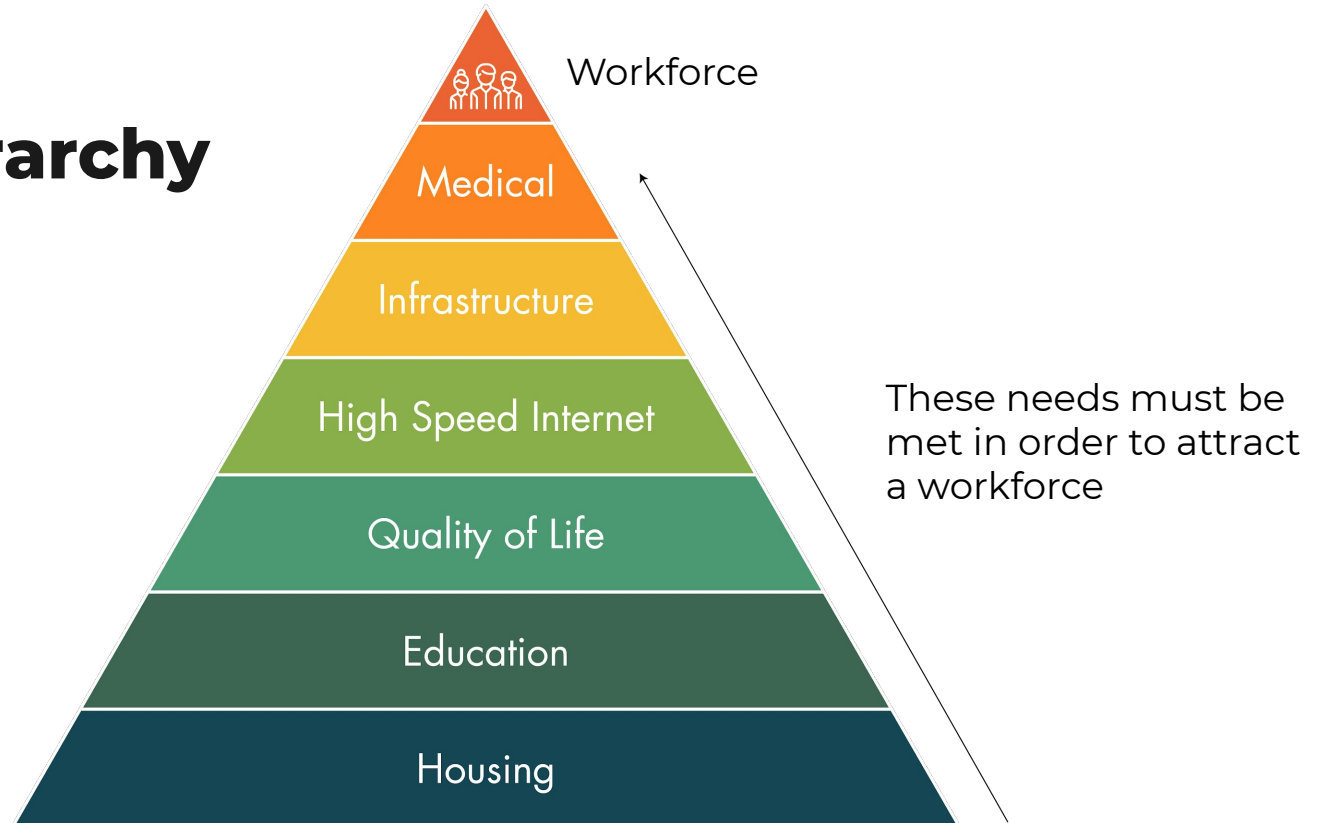 rarchy
Workforce
Medical
Infrastructure
High Speed Internet
These needs must be
met in order to attract
a workforce
Quality of Life
Education
Housing